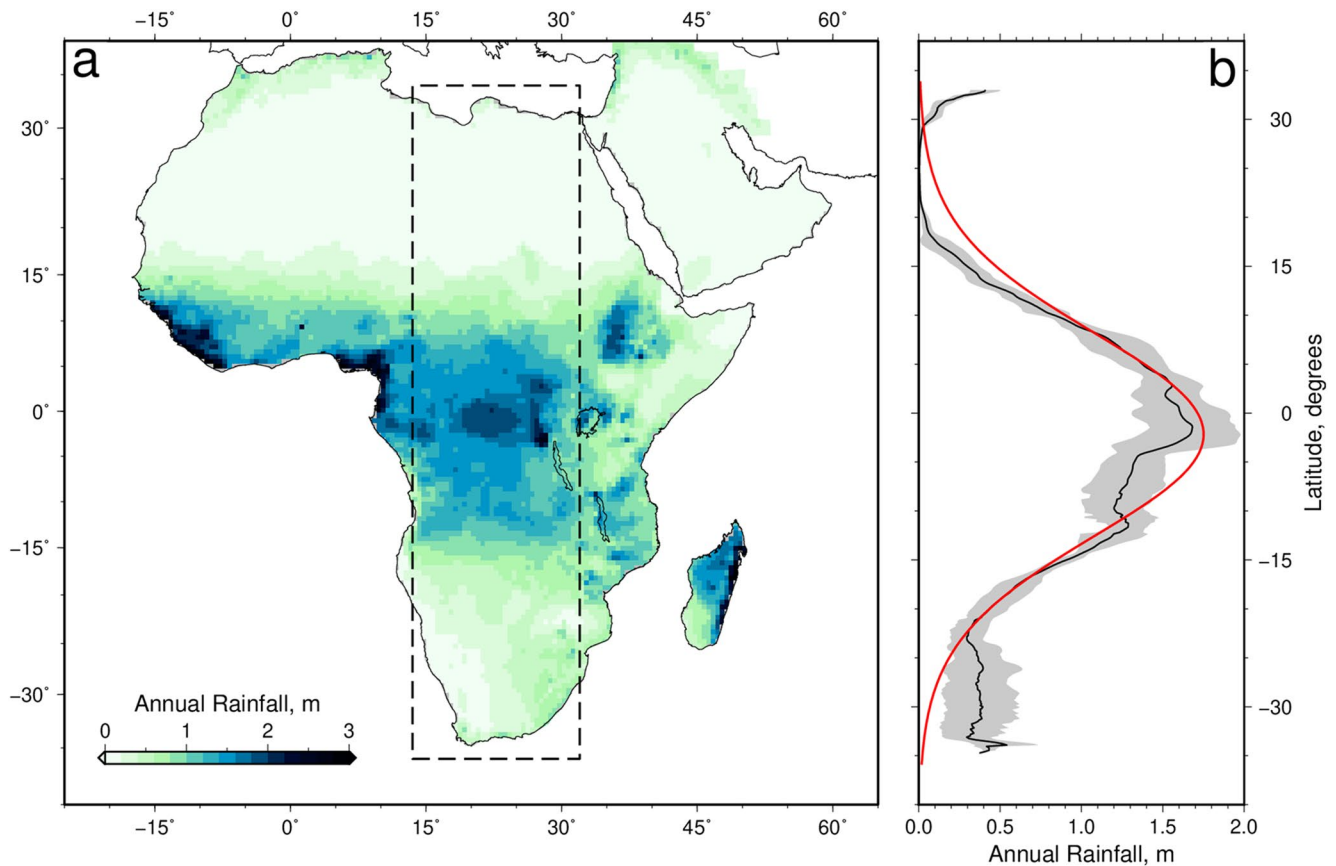 −15˚ 0˚ 15˚ 30˚ 45˚ 60˚
a
b
30˚
15˚
0˚
−15˚
−30˚
30
15
0
−15
−30
Latitude, degrees
Annual Rainfall, m
0 1 2 3
−15˚ 0˚ 15˚ 30˚ 45˚ 60˚
0.0 0.5 1.0 1.5 2.0
Annual Rainfall, m